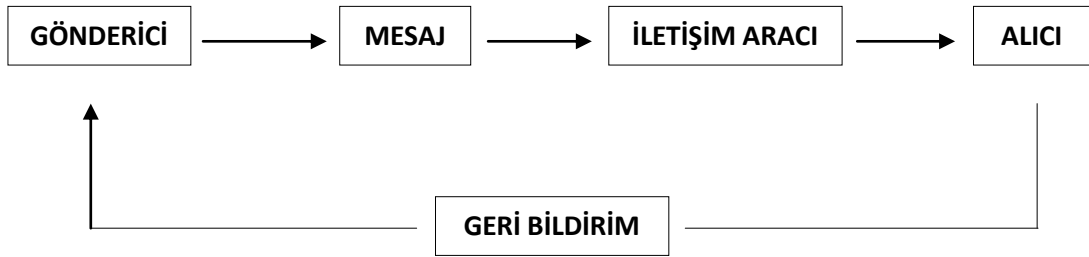 GÖNDERİCİ
MESAJ
İLETİŞİM ARACI
ALICI
GERİ BİLDİRİM